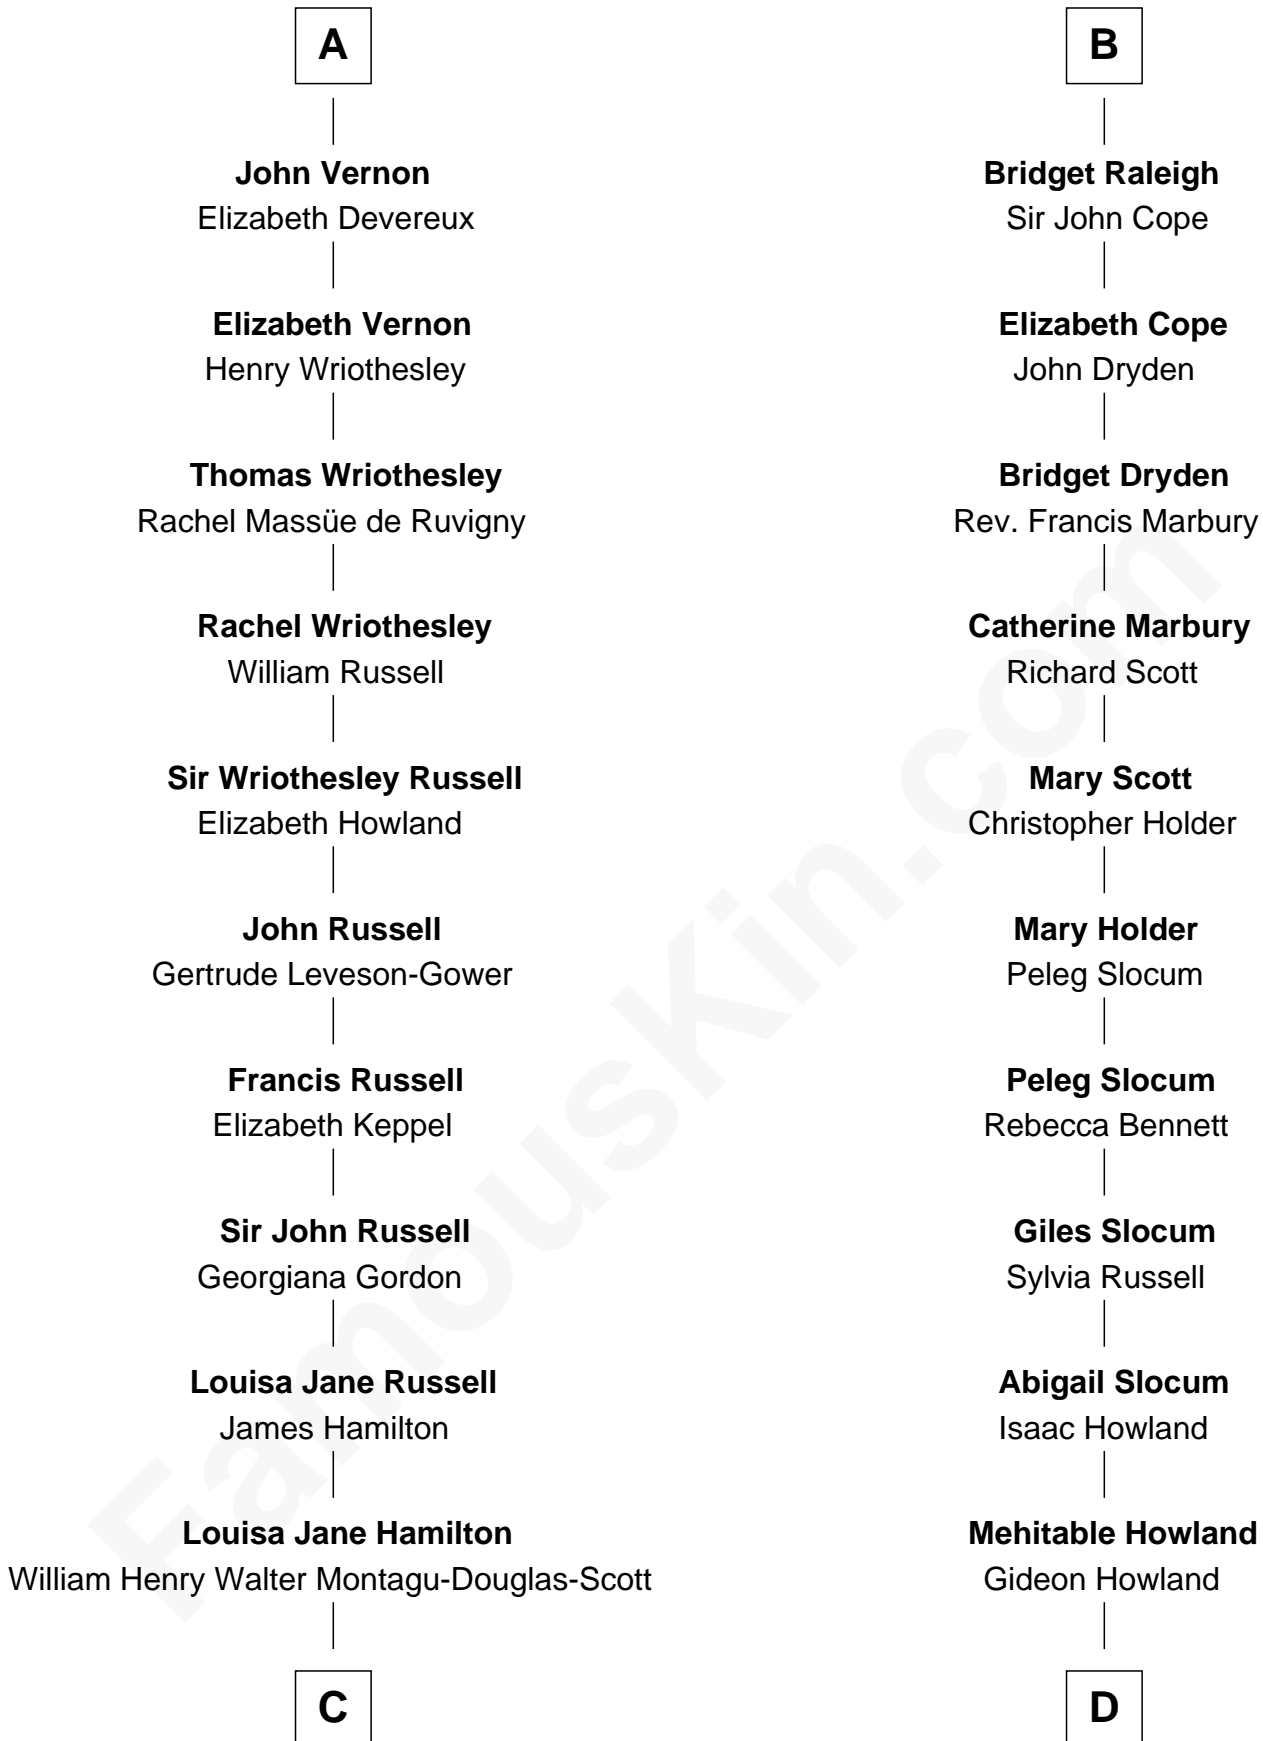 A
John Vernon
Elizabeth Devereux
Elizabeth Vernon
Henry Wriothesley
Thomas Wriothesley
Rachel Massüe de Ruvigny
Rachel Wriothesley
William Russell
Sir Wriothesley Russell
Elizabeth Howland
John Russell
Gertrude Leveson-Gower
Francis Russell
Elizabeth Keppel
Sir John Russell
Georgiana Gordon
Louisa Jane Russell
James Hamilton
Louisa Jane Hamilton
William Henry Walter Montagu-Douglas-Scott
C
B
Bridget Raleigh
Sir John Cope
Elizabeth Cope
John Dryden
Bridget Dryden
Rev. Francis Marbury
Catherine Marbury
Richard Scott
Mary Scott
Christopher Holder
Mary Holder
Peleg Slocum
Peleg Slocum
Rebecca Bennett
Giles Slocum
Sylvia Russell
Abigail Slocum
Isaac Howland
Mehitable Howland
Gideon Howland
D
FamousKin.com